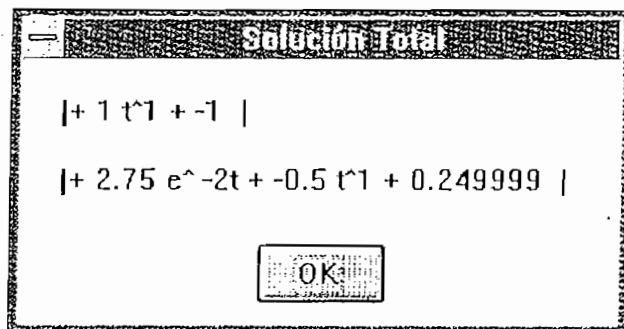 Solución Total
|+ 1 t^1 + -1 |
|+ 2.75 e^ -2t + -0.5 t^1 + 0.249999 |
OK